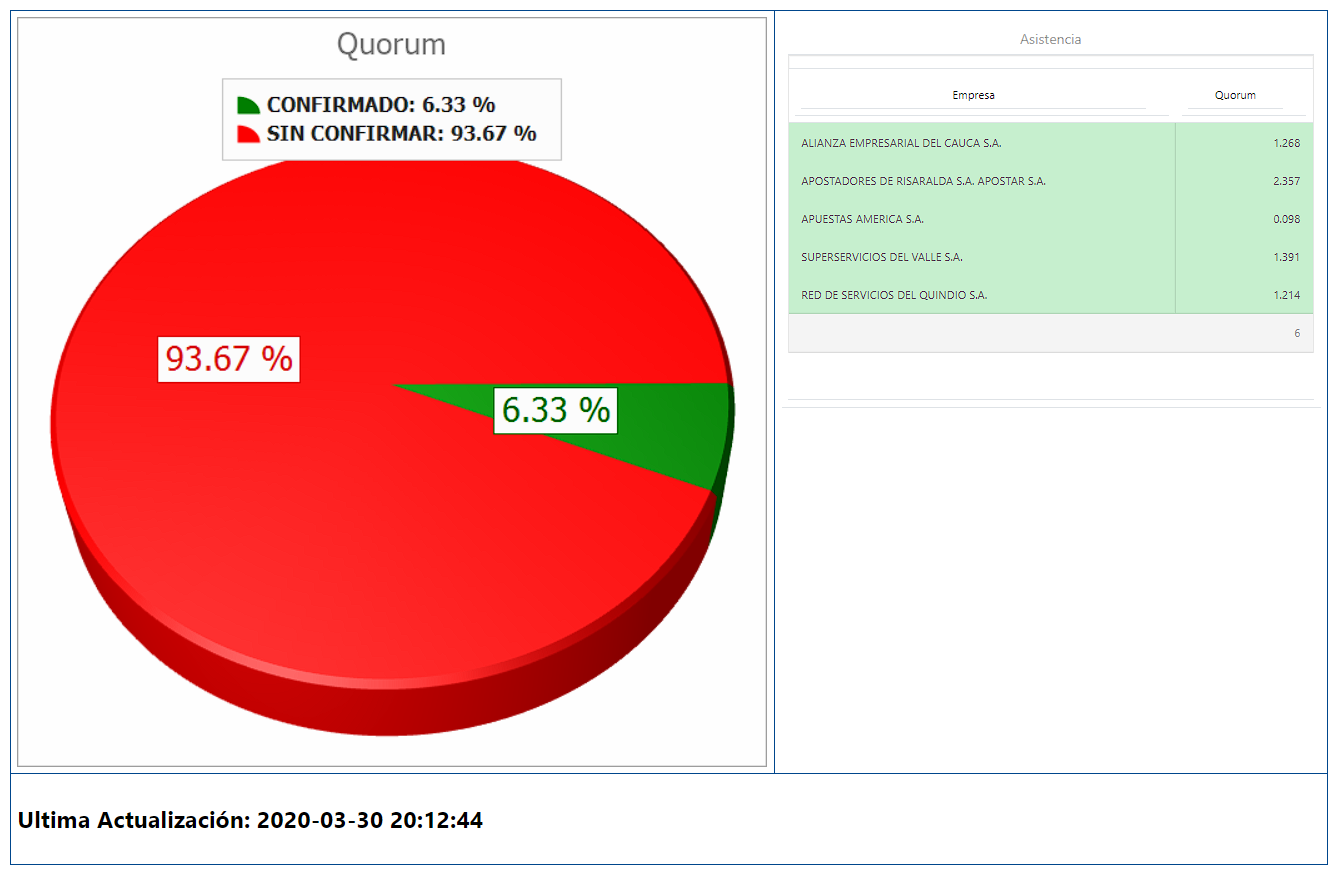 Quorum
CONFIRMADO: 6.33 %
SIN CONFIRMAR: 93.67 %
93.67 %
6.33 %
Asistencia
Empresa Quorum
ALIANZA EMPRESARIAL DEL CAUCA S.A. 1.268
APOSTADORES DE RISARALDA S.A. APOSTAR S.A. 2.357
APUESTAS AMERICA S.A. 0.098
SUPERSERVICIOS DEL VALLE S.A. 1.391
RED DE SERVICIOS DEL QUINDIO S.A. 1.214
6
Ultima Actualización: 2020-03-30 20:12:44